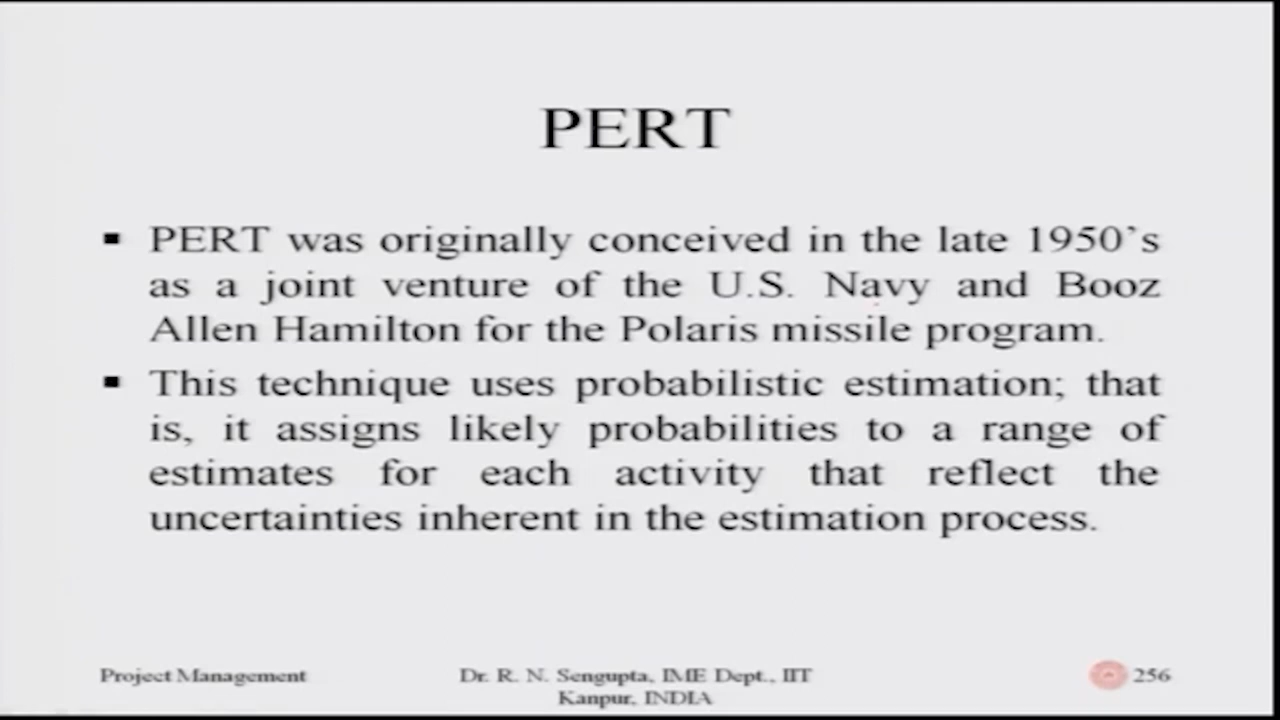 PERT
▪ PERT was originally conceived in the late 1950’s
as a joint venture of the U.S. Navy and Booz
Allen Hamilton for the Polaris missile program.
▪ This technique uses probabilistic estimation; that
is, it assigns likely probabilities to a range of
estimates for each activity that reflect the
uncertainties inherent in the estimation process.
Project Management
Dr. R. N. Sengupta, IME Dept., IIT
Kanpur, INDIA
256